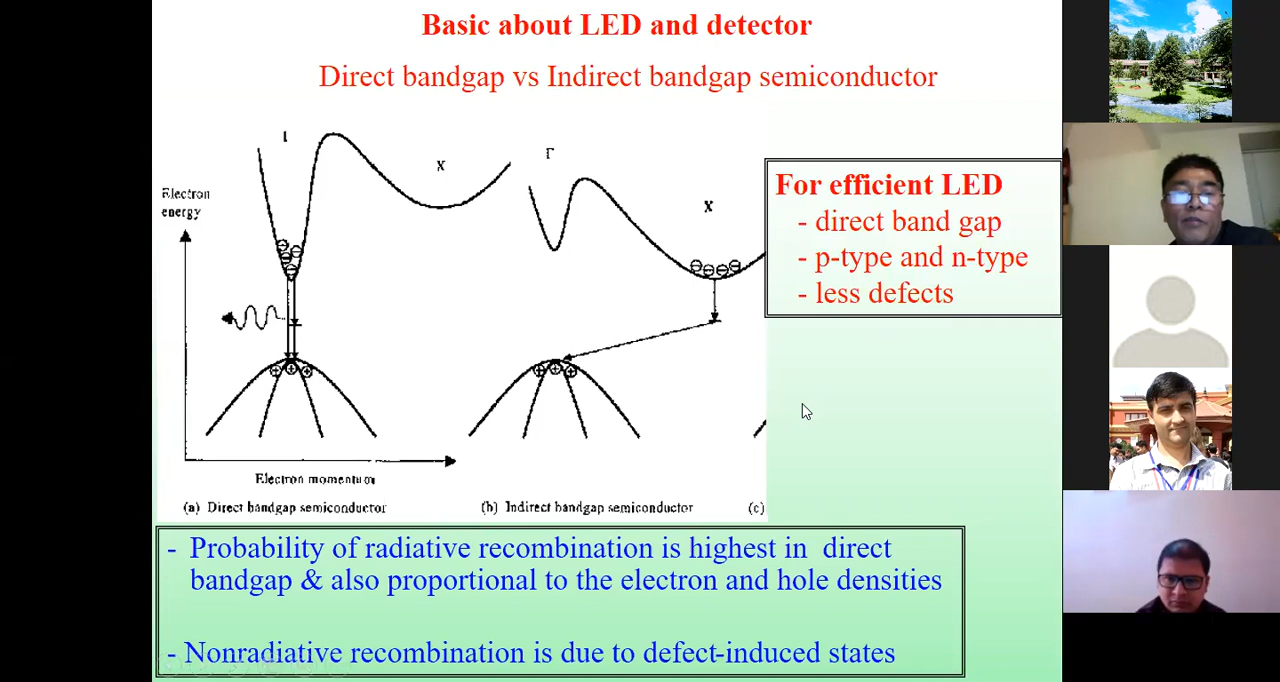 Basic about LED and detector
Direct bandgap vs Indirect bandgap semiconductor
Γ
X
X
Electron
energy
For efficient LED
- direct band gap
- p-type and n-type
- less defects
Electron momentum
(a) Direct bandgap semiconductor
(b) Indirect bandgap semiconductor
(c)
- Probability of radiative recombination is highest in direct
bandgap & also proportional to the electron and hole densities
- Nonradiative recombination is due to defect-induced states